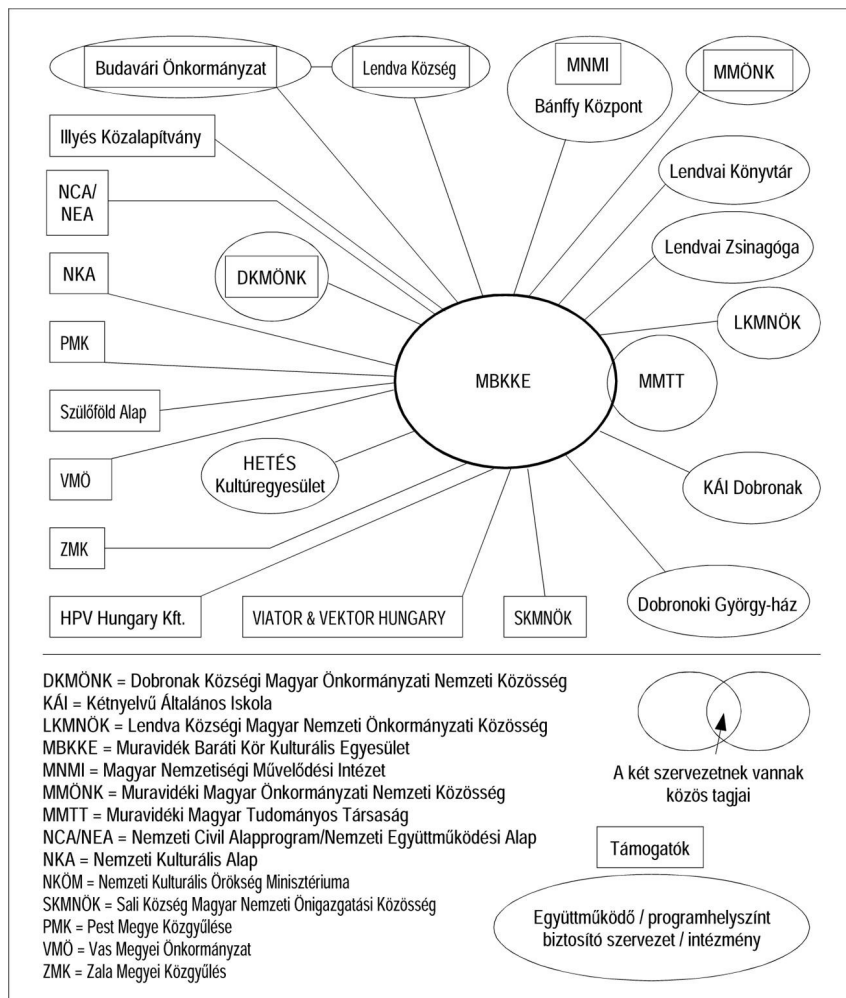 Budavári Önkormányzat
Lendva Község
MNMI
Bánffy Központ
MMÖNK
Illyés Közalapítvány
Lendvai Könyvtár
NCA/
NEA
Lendvai Zsinagóga
NKA
DKMÖNK
LKMNÖK
PMK
MBKKE
MMTT
Szülőföld Alap
HETÉS
Kultúregyesület
VMÖ
KÁI Dobronak
ZMK
Dobronoki György-ház
HPV Hungary Kft.
VIATOR & VEKTOR HUNGARY
SKMNÖK
DKMÖNK = Dobronak Községi Magyar Önkormányzati Nemzeti Közösség
KÁI = Kétnyelvű Általános Iskola
LKMNÖK = Lendva Községi Magyar Nemzeti Önkormányzati Közösség
MBKKE = Muravidék Baráti Kör Kulturális Egyesület
MNMI = Magyar Nemzetiségi Művelődési Intézet
MMÖNK = Muravidéki Magyar Önkormányzati Nemzeti Közösség
MMTT = Muravidéki Magyar Tudományos Társaság
NCA/NEA = Nemzeti Civil Alapprogram/Nemzeti Együttműködési Alap
NKA = Nemzeti Kulturális Alap
NKÖM = Nemzeti Kulturális Örökség Minisztériuma
SKMNÖK = Sali Község Magyar Nemzeti Önigazgatási Közösség
PMK = Pest Megye Közgyűlése
VMÖ = Vas Megyei Önkormányzat
ZMK = Zala Megyei Közgyűlés
A két szervezetnek vannak
közös tagjai
Támogatók
Együttműködő / programhelyszínt
biztosító szervezet / intézmény